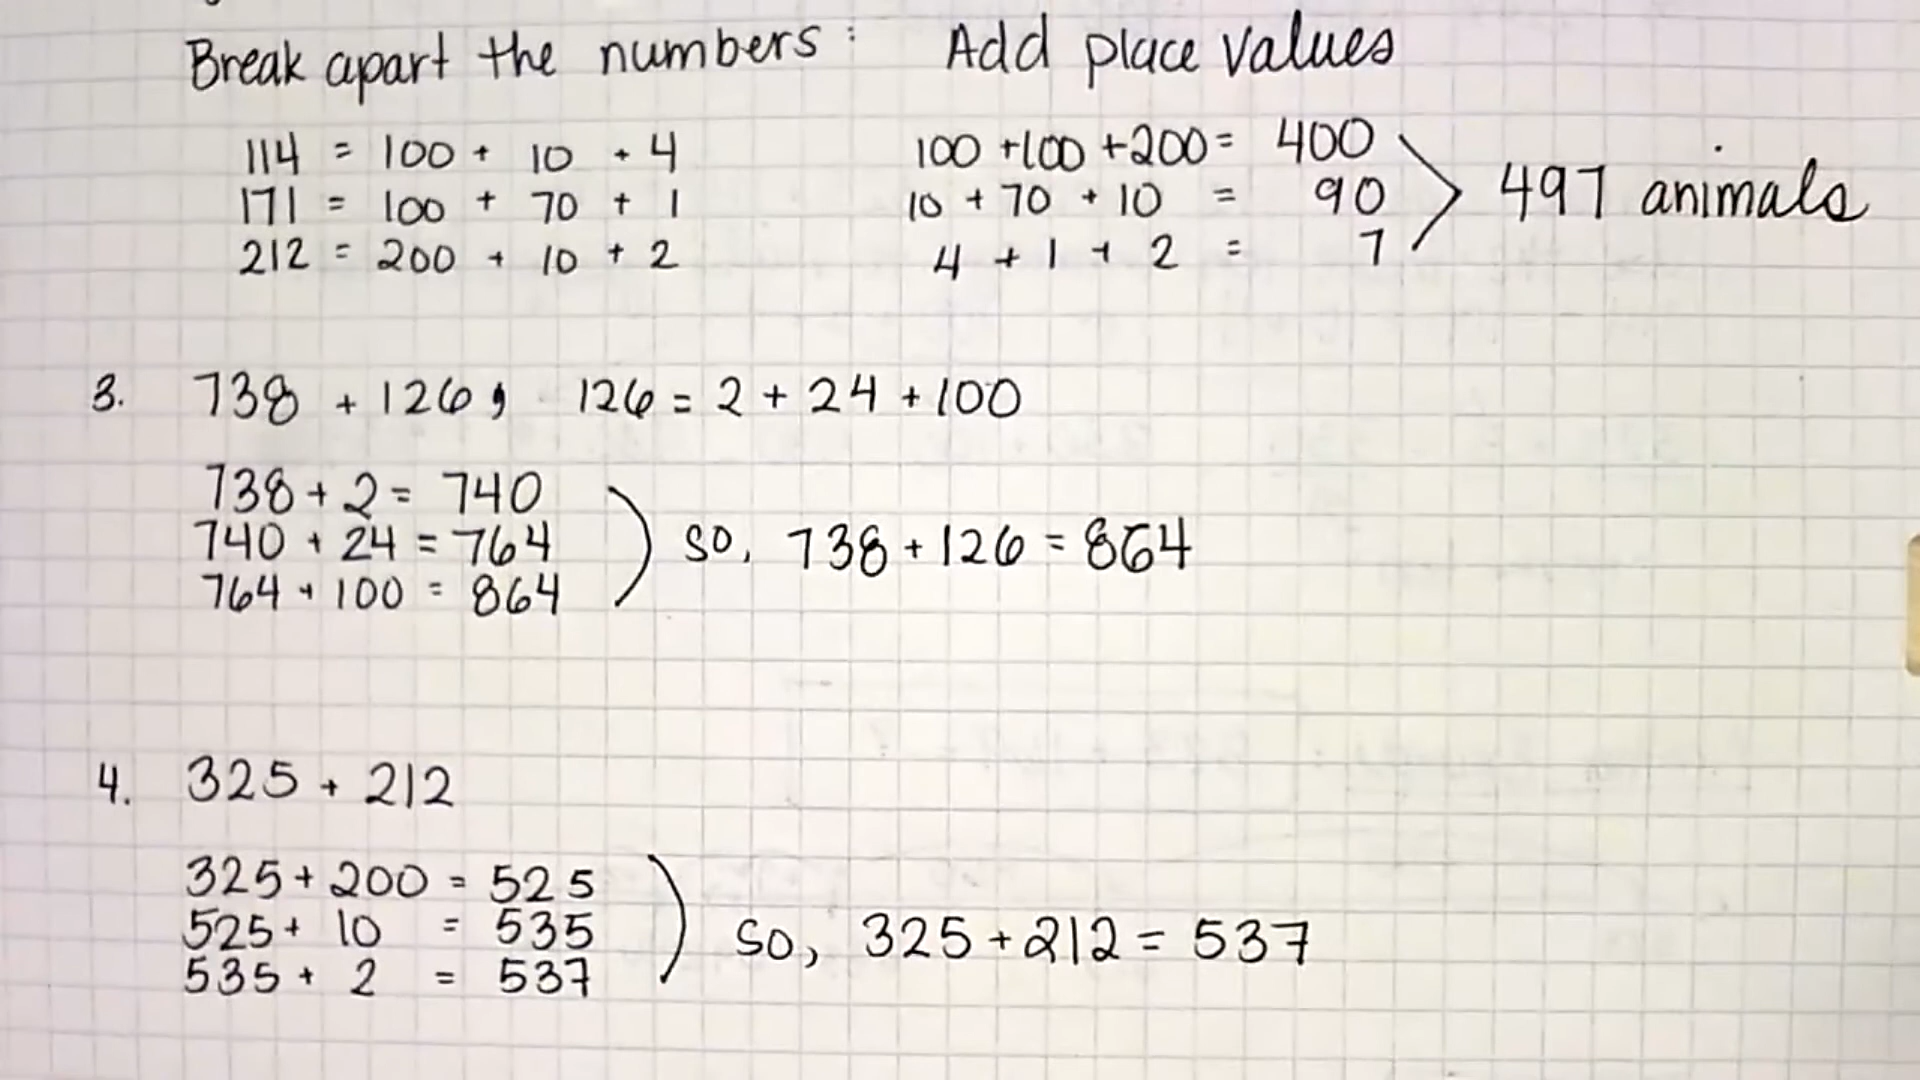 Break apart the numbers: Add place values
114 = 100 + 10 + 4
171 = 100 + 70 + 1
212 = 200 + 10 + 2
100 + 100 + 200 = 400
10 + 70 + 10 = 90
4 + 1 + 2 = 7
497 animals
3. 738 + 126, 126 = 2 + 24 + 100
738 + 2 = 740
740 + 24 = 764
764 + 100 = 864
so, 738 + 126 = 864
4. 325 + 212
325 + 200 = 525
525 + 10 = 535
535 + 2 = 537
so, 325 + 212 = 537